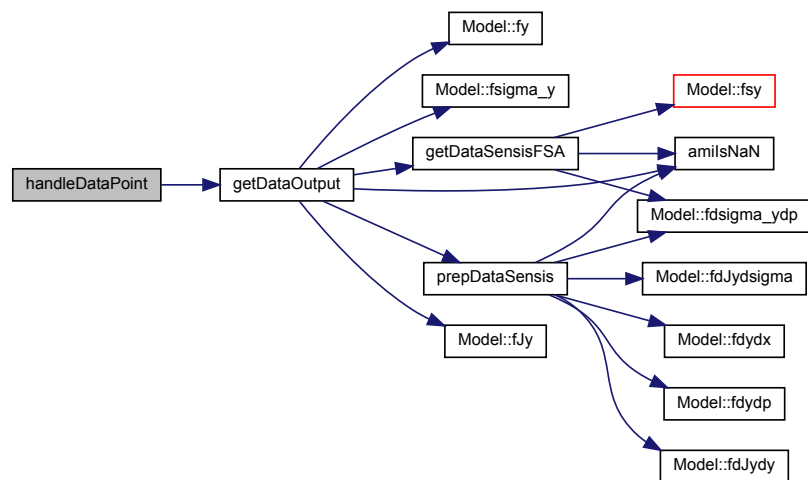 Model::fy
Model::fsigma_y
Model::fsy
getDataSensisFSA
amiIsNaN
handleDataPoint
getDataOutput
Model::fdsigma_ydp
prepDataSensis
Model::fdJydsigma
Model::fJy
Model::fdydx
Model::fdydp
Model::fdJydy